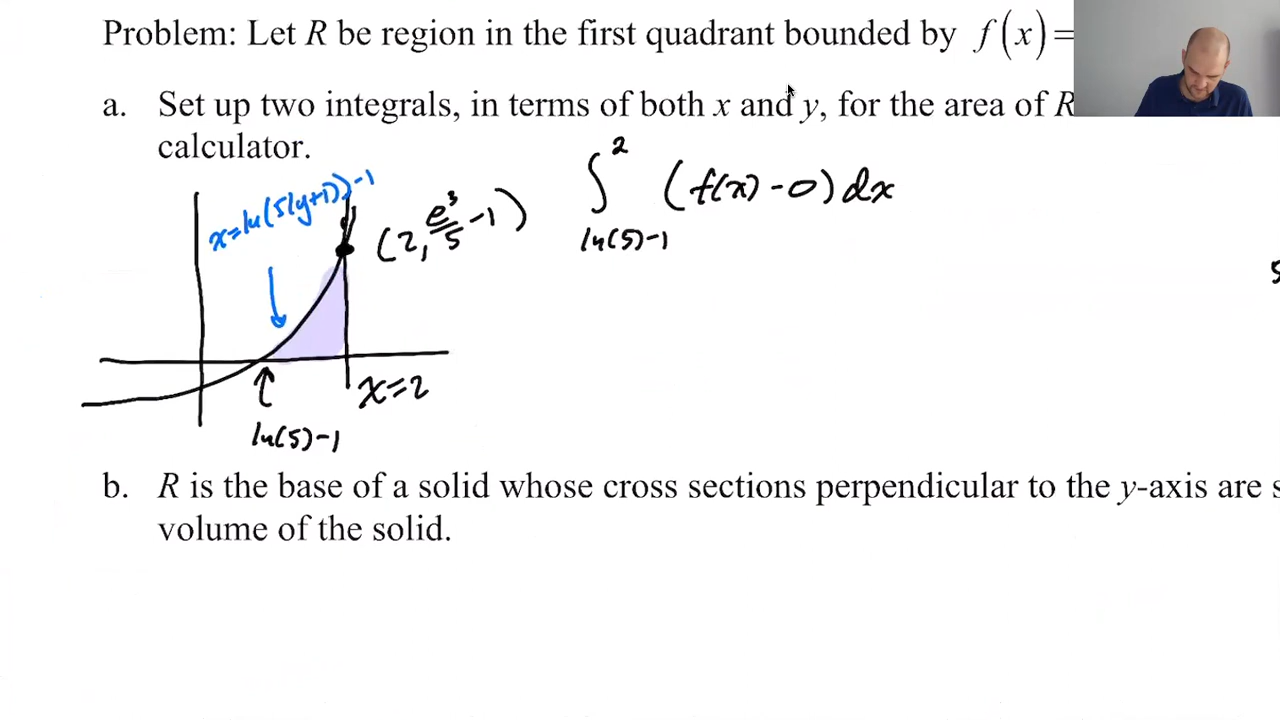 Problem: Let R be region in the first quadrant bounded by f(x)=
a. Set up two integrals, in terms of both x and y, for the area of R
calculator.
x=ln(5(y+1))-1
(2, e³/5 -1)
∫ 2 ln(5)-1 (f(x)-0)dx
x=2
ln(5)-1
b. R is the base of a solid whose cross sections perpendicular to the y-axis are s
volume of the solid.